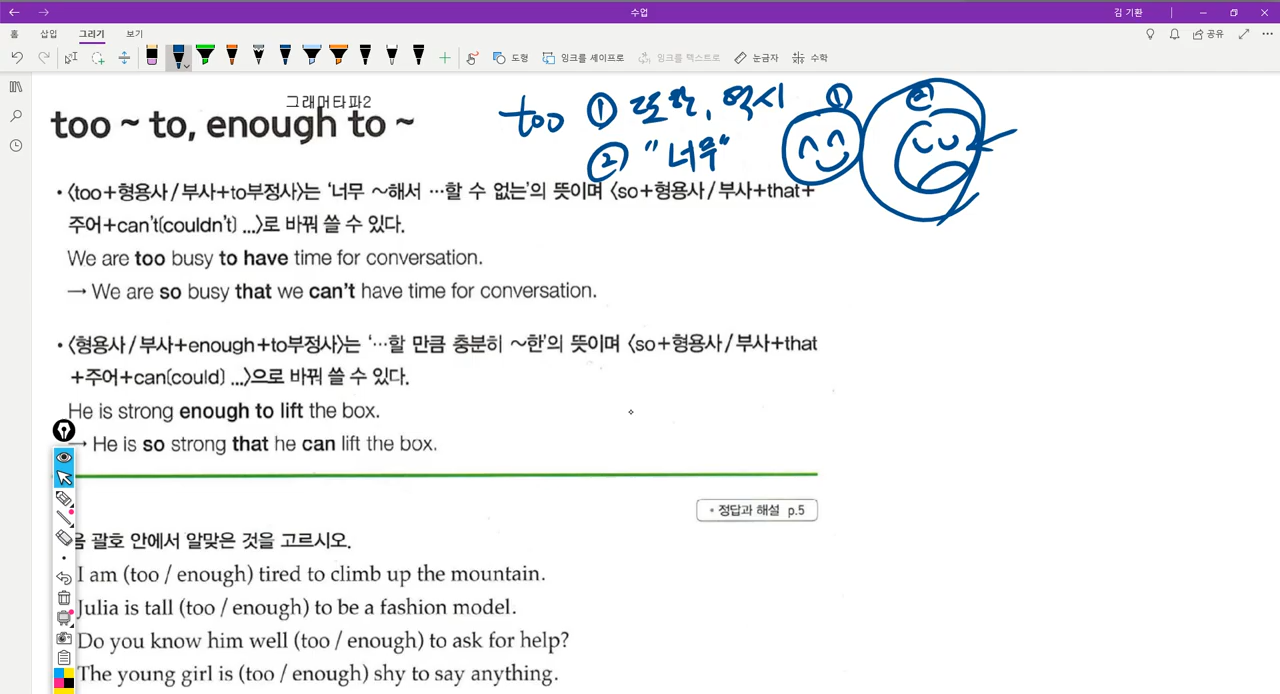 수업
김 기환
홈 삽입 그리기 보기
공유
도형 잉크를 셰이프로 잉크를 텍스트로 눈금자 수학
그래머타파2
too ~ to, enough to ~
too ① 또한, 역시
② "너무"
① ②
• 〈too+형용사/부사+to부정사〉는 '너무 ~해서 …할 수 없는'의 뜻이며 〈so+형용사/부사+that+
주어+can't(couldn't) …〉로 바꿔 쓸 수 있다.
We are too busy to have time for conversation.
→ We are so busy that we can't have time for conversation.
• 〈형용사/부사+enough+to부정사〉는 '…할 만큼 충분히 ~한'의 뜻이며 〈so+형용사/부사+that
+주어+can(could) …〉으로 바꿔 쓸 수 있다.
He is strong enough to lift the box.
→ He is so strong that he can lift the box.
• 정답과 해설 p.5
음 괄호 안에서 알맞은 것을 고르시오.
I am (too / enough) tired to climb up the mountain.
Julia is tall (too / enough) to be a fashion model.
Do you know him well (too / enough) to ask for help?
The young girl is (too / enough) shy to say anything.